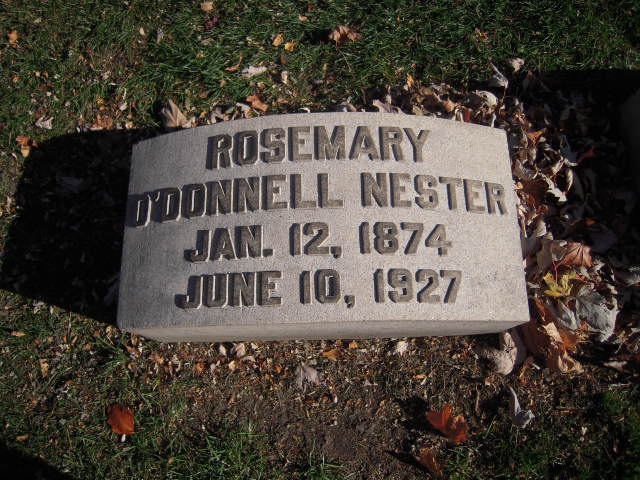 ROSEMARY
O'DONNELL NESTER
JAN. 12, 1874
JUNE 10, 1927